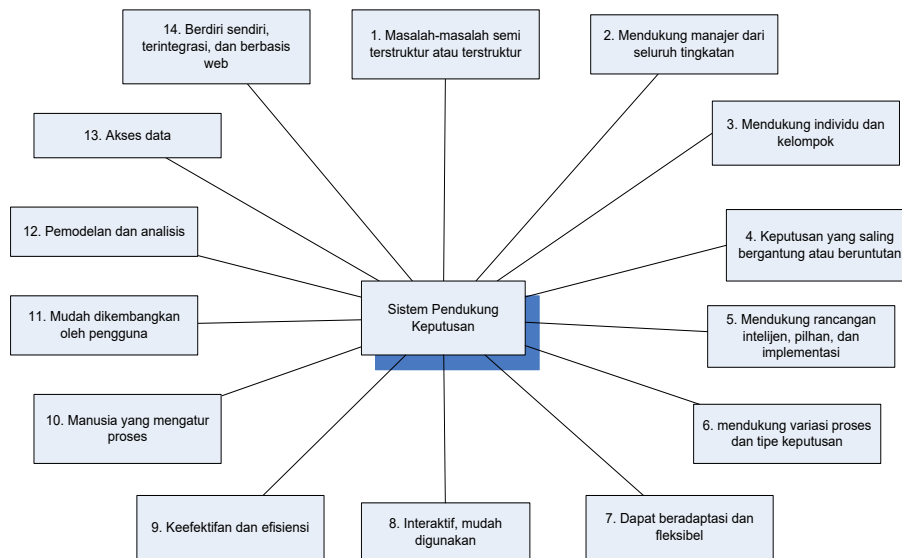 14. Berdiri sendiri,
terintegrasi, dan berbasis
web
1. Masalah-masalah semi
terstruktur atau terstruktur
2. Mendukung manajer dari
seluruh tingkatan
3. Mendukung individu dan
kelompok
4. Keputusan yang saling
bergantung atau beruntutan
5. Mendukung rancangan
intelijen, pilhan, dan
implementasi
6. mendukung variasi proses
dan tipe keputusan
7. Dapat beradaptasi dan
fleksibel
8. Interaktif, mudah
digunakan
9. Keefektifan dan efisiensi
10. Manusia yang mengatur
proses
11. Mudah dikembangkan
oleh pengguna
12. Pemodelan dan analisis
13. Akses data
Sistem Pendukung
Keputusan